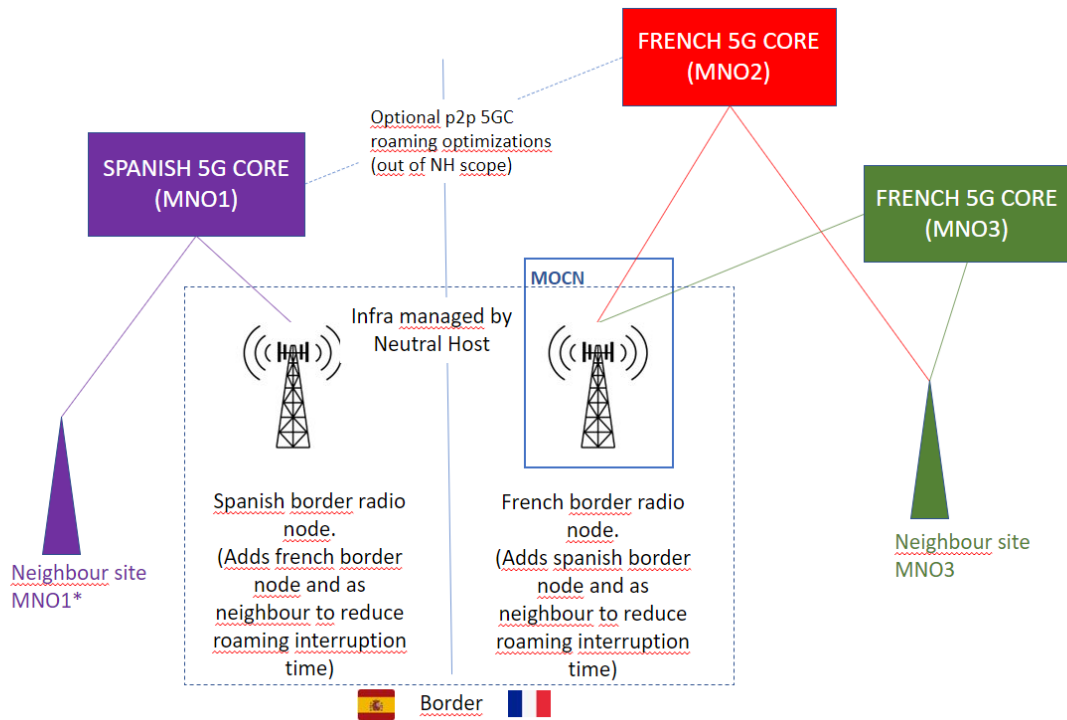 FRENCH 5G CORE
(MNO2)
Optional p2p 5GC
roaming optimizations
(out of NH scope)
SPANISH 5G CORE
(MNO1)
FRENCH 5G CORE
(MNO3)
MOCN
Infra managed by
Neutral Host
Spanish border radio
node.
(Adds french border
node and as
neighbour to reduce
roaming interruption
time)
French border radio
node.
(Adds spanish border
node and as
neighbour to reduce
roaming interruption
time)
Neighbour site
MNO1*
Neighbour site
MNO3
Border